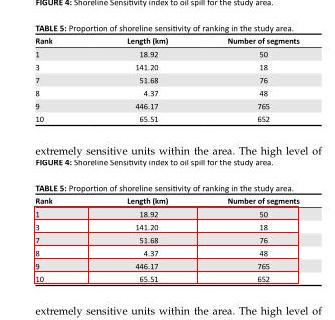 FIGURE 4: Shoreline Sensitivity index to oil spill for the study area.
TABLE 5: Proportion of shoreline sensitivity of ranking in the study area.
Rank Length (km) Number of segments
1 18.92 50
3 141.20 18
7 51.68 76
8 4.37 48
9 446.17 765
10 65.51 652
extremely sensitive units within the area. The high level of
FIGURE 4: Shoreline Sensitivity index to oil spill for the study area.
TABLE 5: Proportion of shoreline sensitivity of ranking in the study area.
Rank Length (km) Number of segments
1 18.92 50
3 141.20 18
7 51.68 76
8 4.37 48
9 446.17 765
10 65.51 652
extremely sensitive units within the area. The high level of